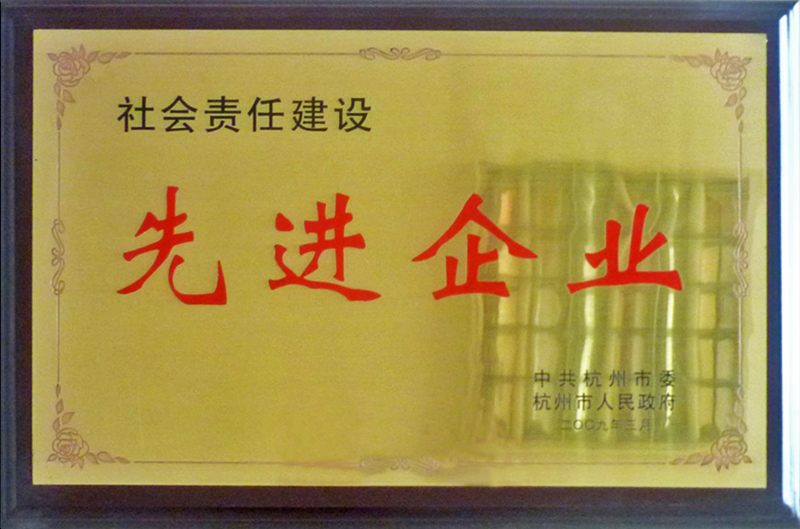 社会责任建设
先进企业
中共杭州市委
杭州市人民政府
二〇〇九年三月